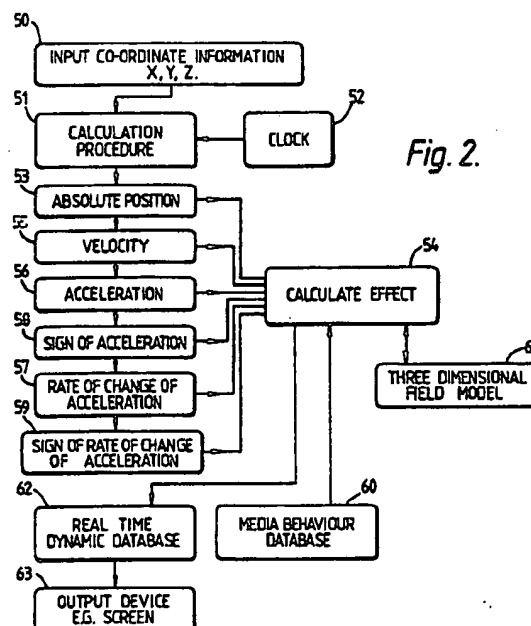 50
INPUT CO-ORDINATE INFORMATION
X, Y, Z.
51
CALCULATION
PROCEDURE
52
CLOCK
Fig. 2.
53
ABSOLUTE POSITION
VELOCITY
54
CALCULATE EFFECT
56
ACCELERATION
58
SIGN OF ACCELERATION
57
RATE OF CHANGE OF
ACCELERATION
THREE DIMENSIONAL
FIELD MODEL
59
SIGN OF RATE OF CHANGE
OF ACCELERATION
62
REAL TIME
DYNAMIC DATABASE
60
MEDIA BEHAVIOUR
DATABASE
63
OUTPUT DEVICE
E.G. SCREEN